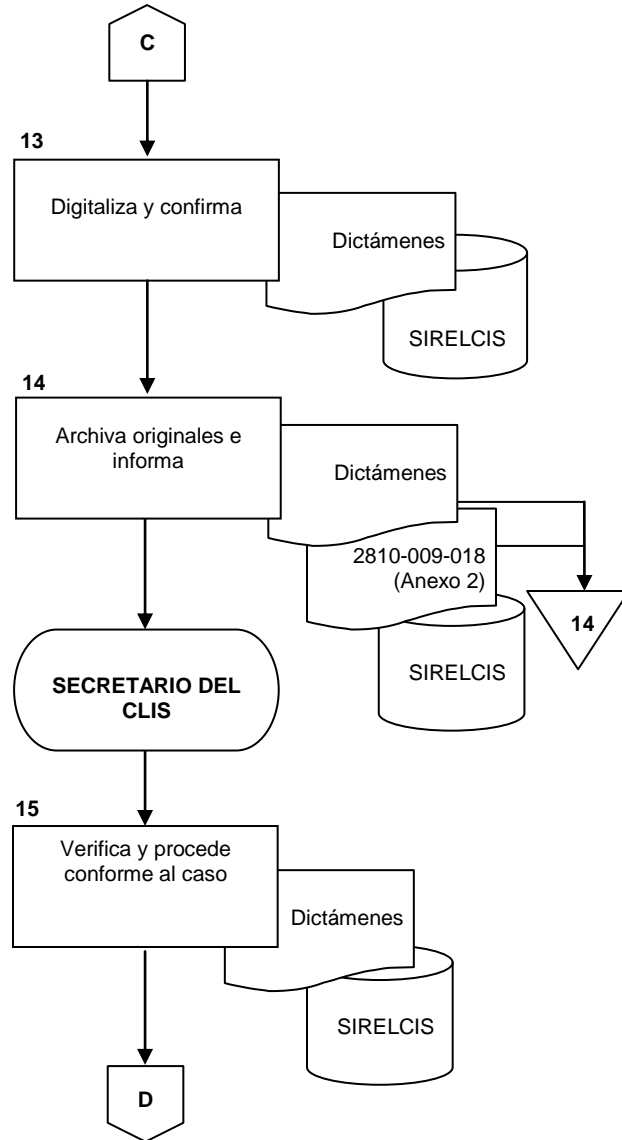 C
13
Digitaliza y confirma
Dictámenes
SIRELCIS
14
Archiva originales e
informa
Dictámenes
2810-009-018
(Anexo 2)
14
SIRELCIS
SECRETARIO DEL
CLIS
15
Verifica y procede
conforme al caso
Dictámenes
SIRELCIS
D